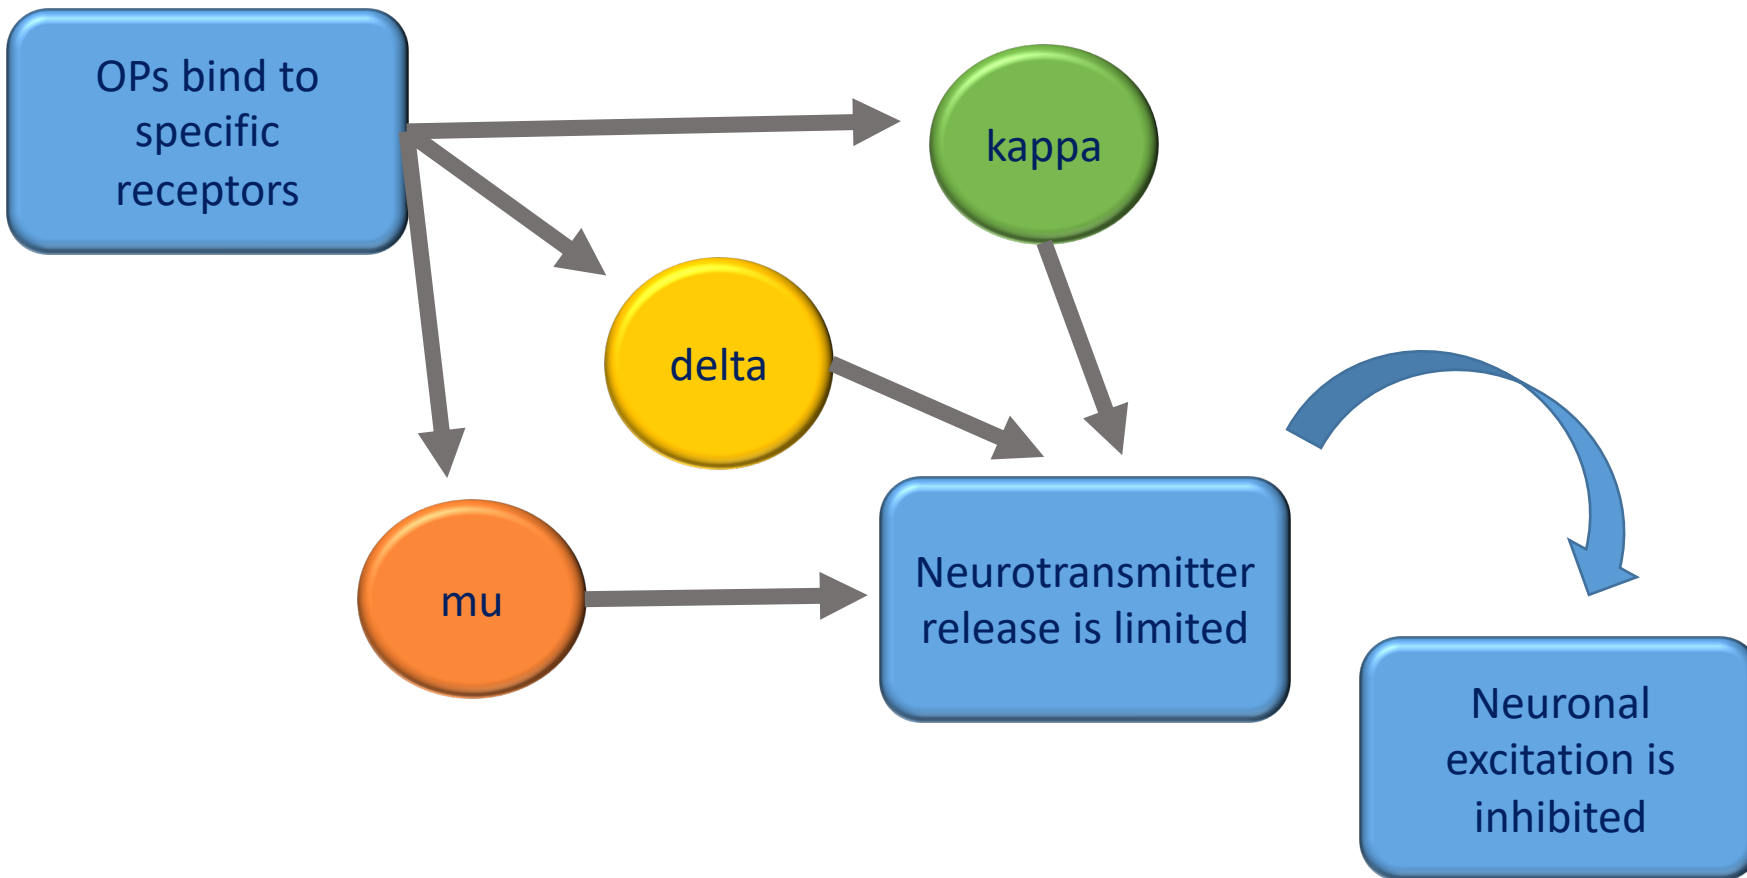 OPs bind to
specific
receptors
kappa
delta
mu
Neurotransmitter
release is limited
Neuronal
excitation is
inhibited